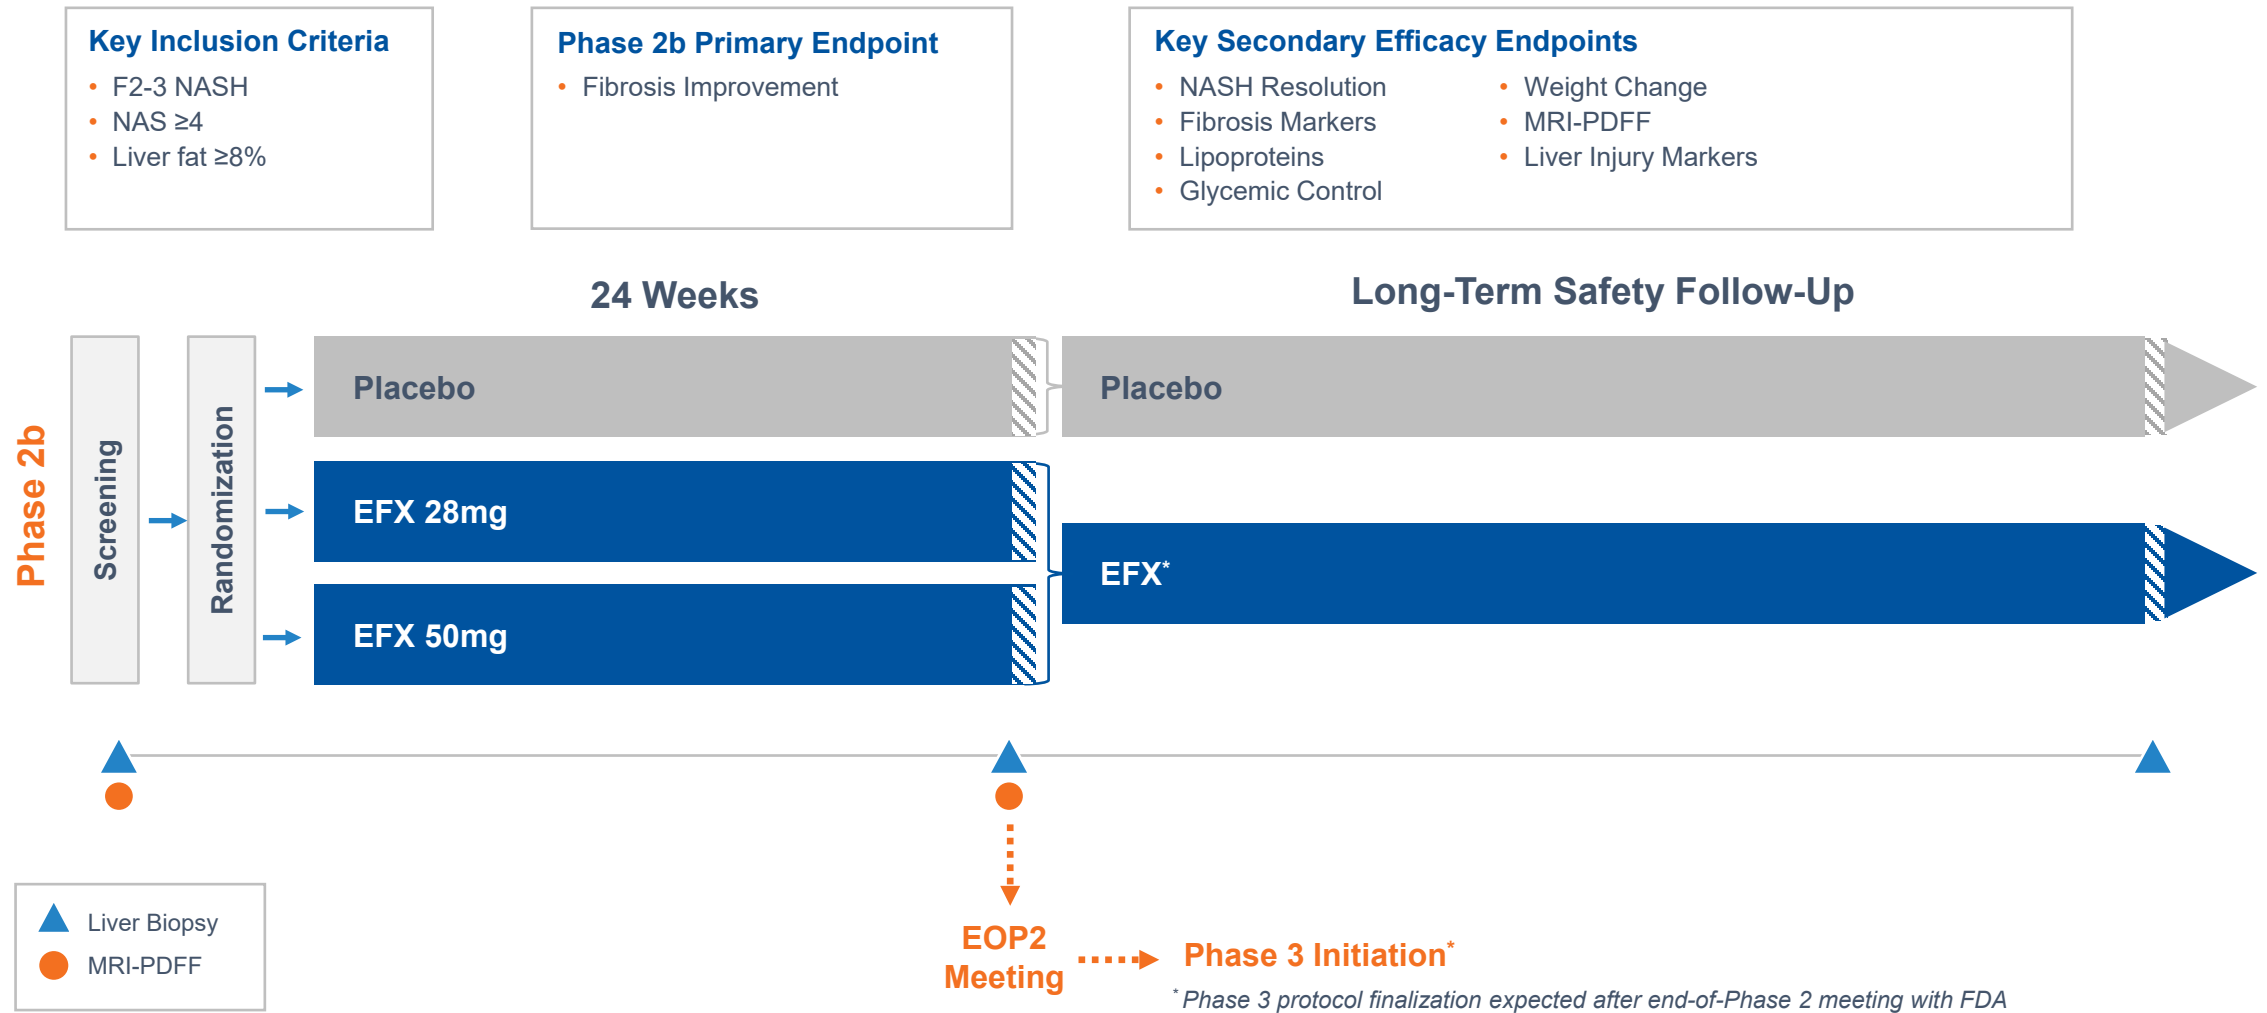 Key Inclusion Criteria
• F2-3 NASH
• NAS ≥4
• Liver fat ≥8%
Phase 2b Primary Endpoint
• Fibrosis Improvement
Key Secondary Efficacy Endpoints
• NASH Resolution
• Fibrosis Markers
• Lipoproteins
• Glycemic Control
• Weight Change
• MRI-PDFF
• Liver Injury Markers
24 Weeks
Long-Term Safety Follow-Up
Phase 2b
Screening
Randomization
Placebo
Placebo
EFX 28mg
EFX 50mg
EFX*
Liver Biopsy
MRI-PDFF
EOP2
Meeting
Phase 3 Initiation*
* Phase 3 protocol finalization expected after end-of-Phase 2 meeting with FDA